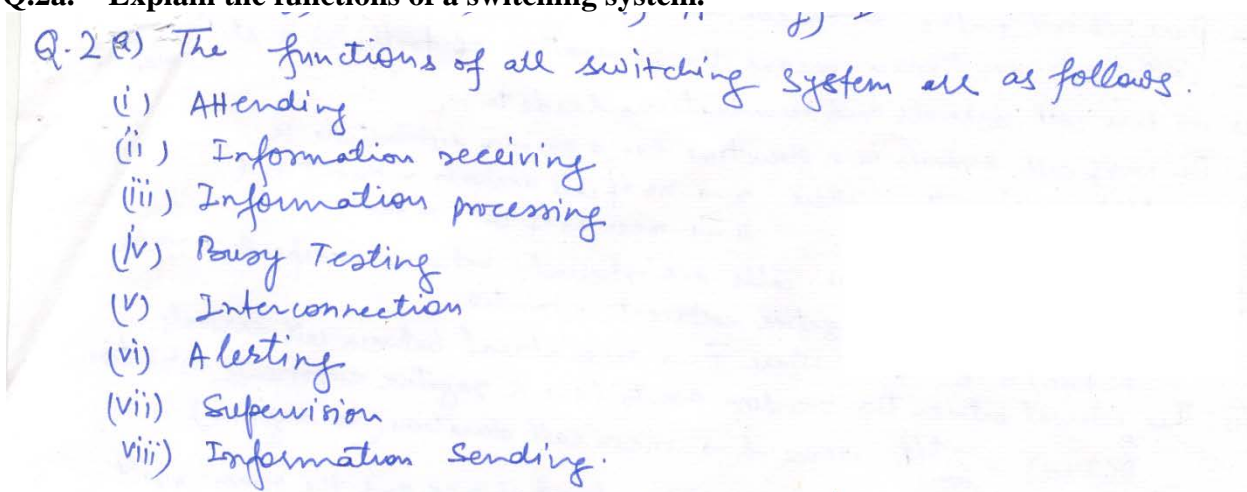 Q.2a. Explain the functions of a switching system.
Q.2(a) The functions of all switching system are as follows.
(i) Attending
(ii) Information receiving
(iii) Information processing
(iv) Busy Testing
(v) Interconnection
(vi) Alerting
(vii) Supervision
viii) Information Sending.